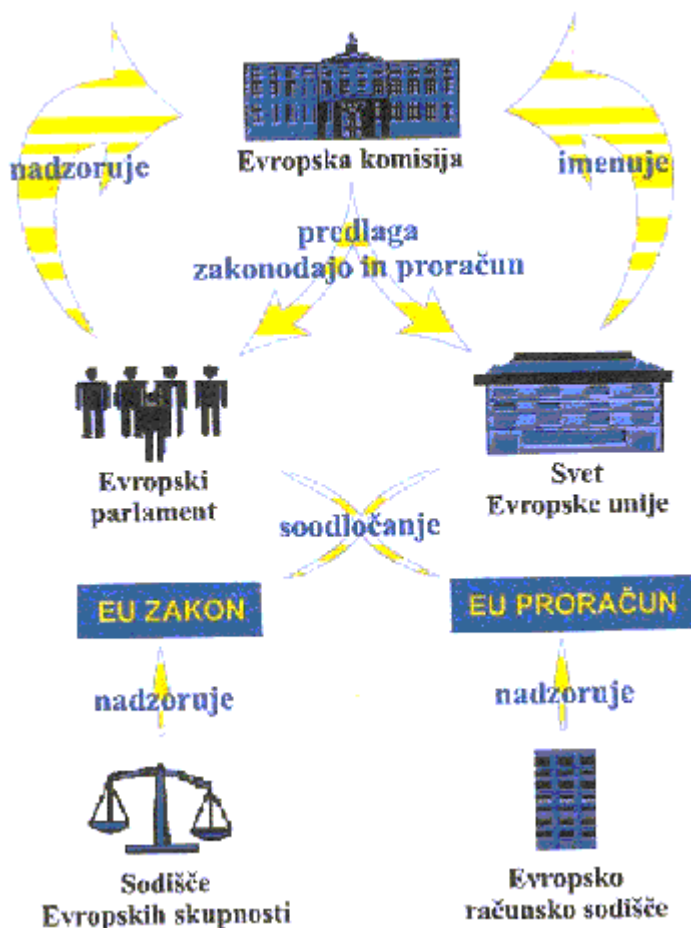 nadzoruje
Evropska komisija
imenuje
predlaga
zakonodajo in proračun
Evropski
parlament
Svet
Evropske unije
soodločanje
EU ZAKON
EU PRORAČUN
nadzoruje
nadzoruje
Sodišče
Evropskih skupnosti
Evropsko
računsko sodišče